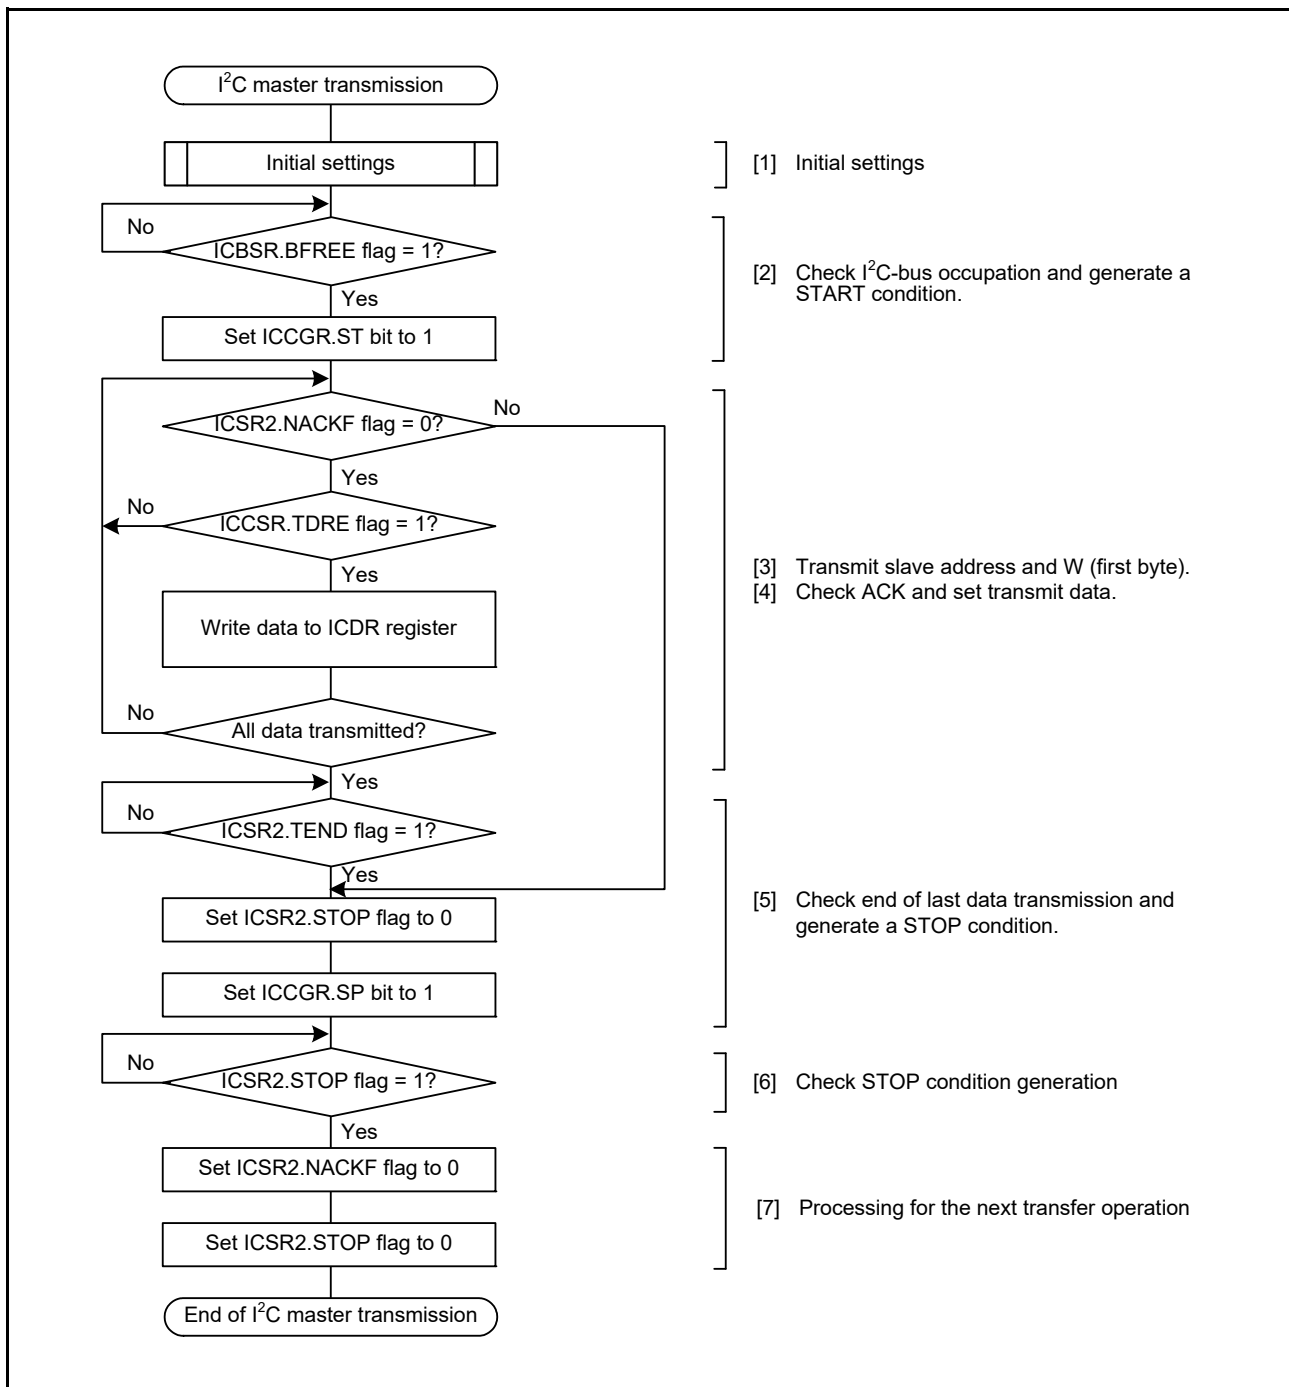 I²C master transmission
Initial settings
[1] Initial settings
No
ICBSR.BFREE flag = 1?
Yes
[2] Check I²C-bus occupation and generate a
START condition.
Set ICCGR.ST bit to 1
ICSR2.NACKF flag = 0?
No
Yes
No
ICCSR.TDRE flag = 1?
Yes
[3] Transmit slave address and W (first byte).
[4] Check ACK and set transmit data.
Write data to ICDR register
No
All data transmitted?
Yes
No
ICSR2.TEND flag = 1?
Yes
[5] Check end of last data transmission and
generate a STOP condition.
Set ICSR2.STOP flag to 0
Set ICCGR.SP bit to 1
No
ICSR2.STOP flag = 1?
[6] Check STOP condition generation
Yes
Set ICSR2.NACKF flag to 0
[7] Processing for the next transfer operation
Set ICSR2.STOP flag to 0
End of I²C master transmission